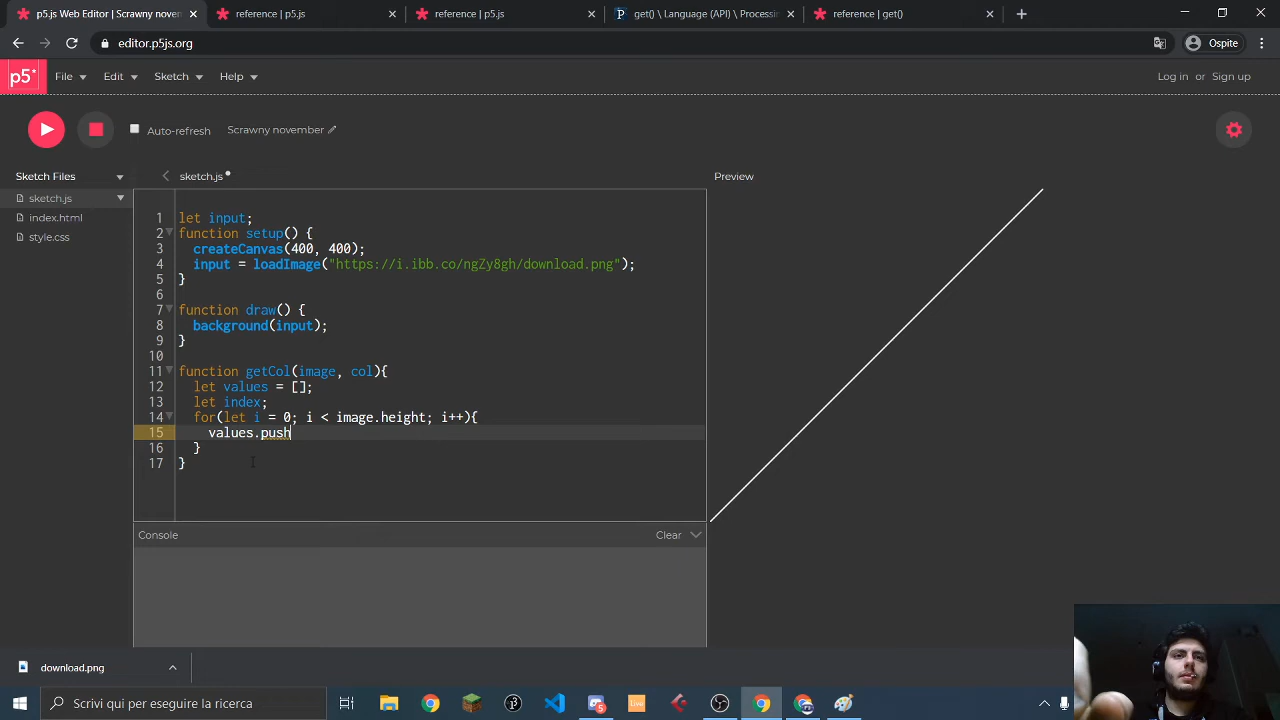 p5.js Web Editor | Scrawny noven
reference | p5.js
reference | p5.js
get() \ Language (API) \ Processin
reference | get()
editor.p5js.org
Ospite
p5*
File
Edit
Sketch
Help
Log in or Sign up
Auto-refresh
Scrawny november
Sketch Files
sketch.js
Preview
sketch.js
index.html
style.css
1 let input;
2 function setup() {
3 createCanvas(400, 400);
4 input = loadImage("https://i.ibb.co/ngZy8gh/download.png");
5 }
6
7 function draw() {
8 background(input);
9 }
10
11 function getCol(image, col){
12 let values = [];
13 let index;
14 for(let i = 0; i < image.height; i++){
15 values.push
16 }
17 }
Console
Clear
download.png
Scrivi qui per eseguire la ricerca
Live